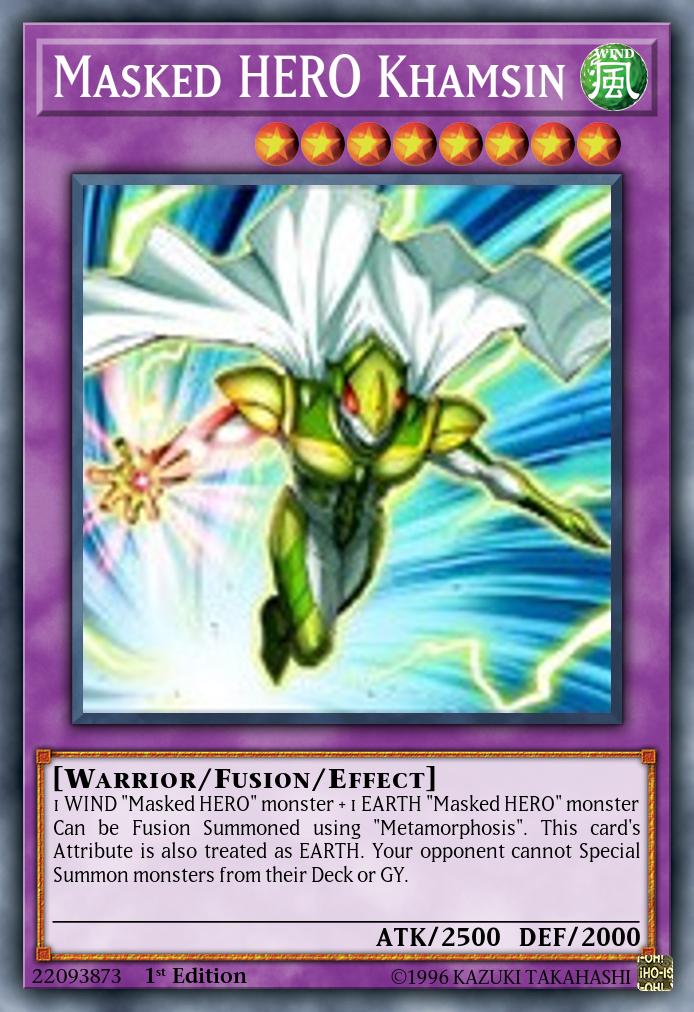 MASKED HERO KHAMSIN
WIND
風
[WARRIOR/FUSION/EFFECT]
1 WIND "Masked HERO" monster + 1 EARTH "Masked HERO" monster
Can be Fusion Summoned using "Metamorphosis". This card's
Attribute is also treated as EARTH. Your opponent cannot Special
Summon monsters from their Deck or GY.
ATK/2500 DEF/2000
22093873 1st Edition ©1996 KAZUKI TAKAHASHI